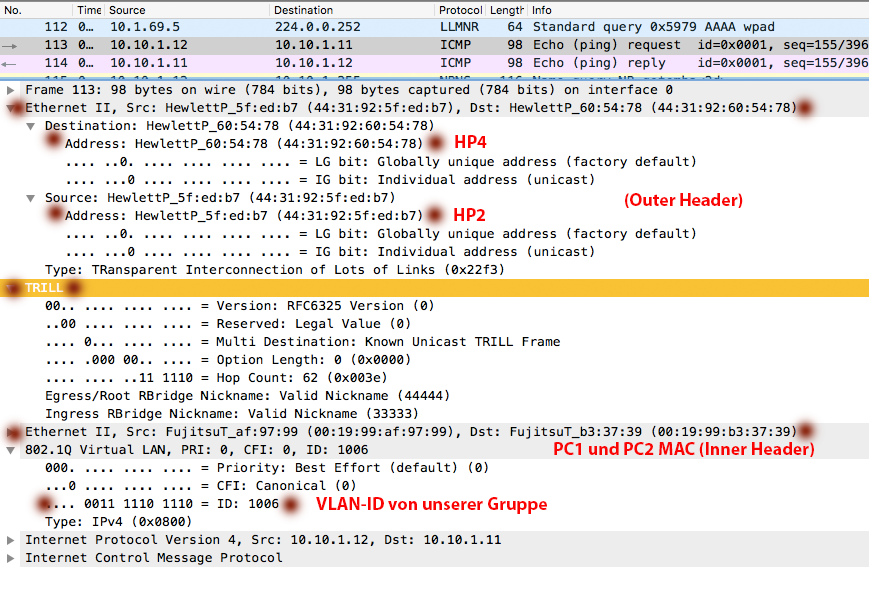 No. Time Source Destination Protocol Length Info
112 0… 10.1.69.5 224.0.0.252 LLMNR 64 Standard query 0x5979 AAAA wpad
113 0… 10.10.1.12 10.10.1.11 ICMP 98 Echo (ping) request id=0x0001, seq=155/396
114 0… 10.10.1.11 10.10.1.12 ICMP 98 Echo (ping) reply id=0x0001, seq=155/396
Frame 113: 98 bytes on wire (784 bits), 98 bytes captured (784 bits) on interface 0
Ethernet II, Src: HewlettP_5f:ed:b7 (44:31:92:5f:ed:b7), Dst: HewlettP_60:54:78 (44:31:92:60:54:78)
Destination: HewlettP_60:54:78 (44:31:92:60:54:78)
Address: HewlettP_60:54:78 (44:31:92:60:54:78) HP4
.... ..0. .... .... .... .... = LG bit: Globally unique address (factory default)
.... ...0 .... .... .... .... = IG bit: Individual address (unicast)
Source: HewlettP_5f:ed:b7 (44:31:92:5f:ed:b7) (Outer Header)
Address: HewlettP_5f:ed:b7 (44:31:92:5f:ed:b7) HP2
.... ..0. .... .... .... .... = LG bit: Globally unique address (factory default)
.... ...0 .... .... .... .... = IG bit: Individual address (unicast)
Type: TRansparent Interconnection of Lots of Links (0x22f3)
TRILL
00.. .... .... .... = Version: RFC6325 Version (0)
..00 .... .... .... = Reserved: Legal Value (0)
.... 0... .... .... = Multi Destination: Known Unicast TRILL Frame
.... .000 00.. .... = Option Length: 0 (0x0000)
.... .... ..11 1110 = Hop Count: 62 (0x003e)
Egress/Root RBridge Nickname: Valid Nickname (44444)
Ingress RBridge Nickname: Valid Nickname (33333)
Ethernet II, Src: FujitsuT_af:97:99 (00:19:99:af:97:99), Dst: FujitsuT_b3:37:39 (00:19:99:b3:37:39)
802.1Q Virtual LAN, PRI: 0, CFI: 0, ID: 1006 PC1 und PC2 MAC (Inner Header)
000. .... .... .... = Priority: Best Effort (default) (0)
...0 .... .... .... = CFI: Canonical (0)
.... 0011 1110 1110 = ID: 1006 VLAN-ID von unserer Gruppe
Type: IPv4 (0x0800)
Internet Protocol Version 4, Src: 10.10.1.12, Dst: 10.10.1.11
Internet Control Message Protocol